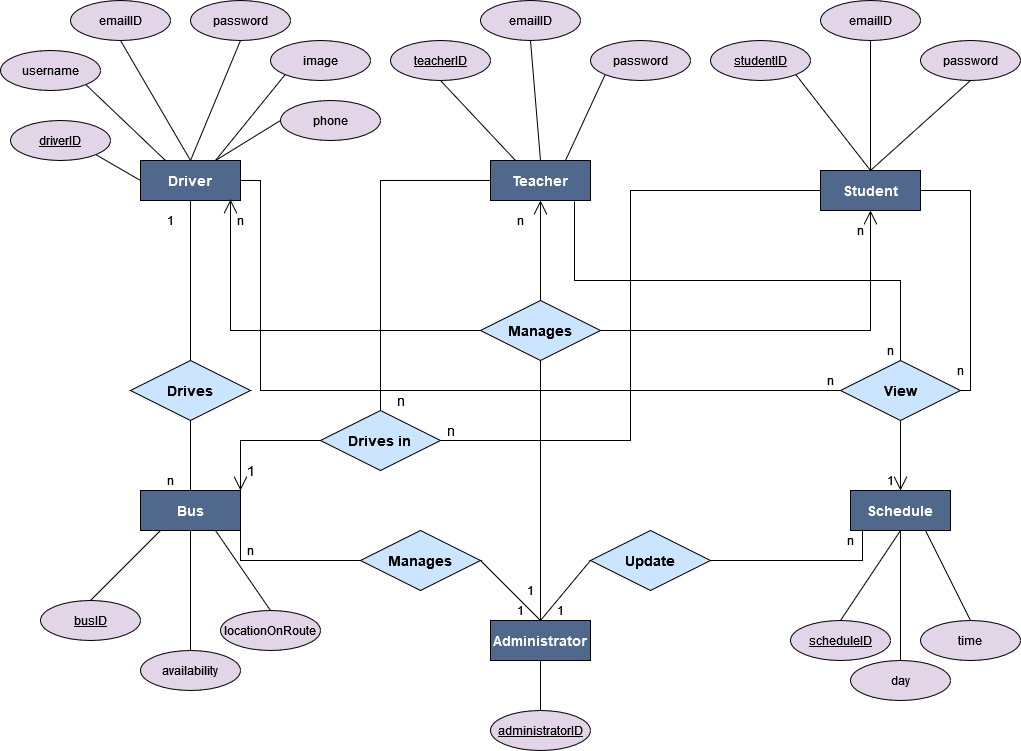 emailID
password
emailID
emailID
username
image
teacherID
password
studentID
password
driverID
phone
Driver
Teacher
Student
1
n
n
n
Manages
n
n
n
Drives
View
n
n
Drives in
1
n
1
Bus
Schedule
n
n
Manages
Update
1
1
1
busID
locationOnRoute
Administrator
scheduleID
time
availability
day
administratorID